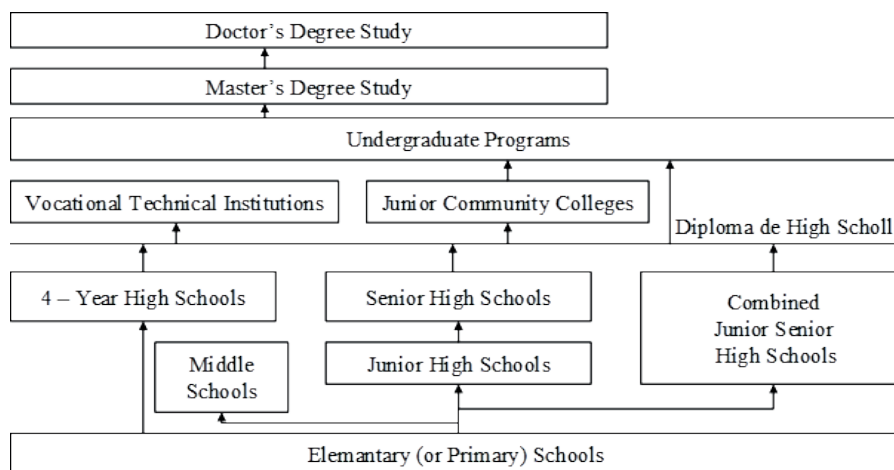 Doctor's Degree Study
Master's Degree Study
Undergraduate Programs
Vocational Technical Institutions
Junior Community Colleges
Diploma de High Scholl
4 – Year High Schools
Senior High Schools
Combined
Junior Senior
High Schools
Middle
Schools
Junior High Schools
Elemantary (or Primary) Schools